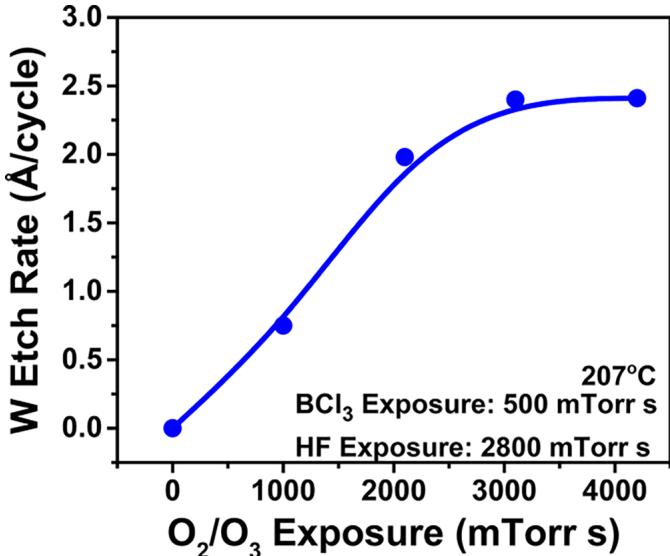 3.0
2.5
2.0
1.5
1.0
0.5
0.0
W Etch Rate (Å/cycle)
207°C
BCl₃ Exposure: 500 mTorr s
HF Exposure: 2800 mTorr s
0 1000 2000 3000 4000
O₂/O₃ Exposure (mTorr s)